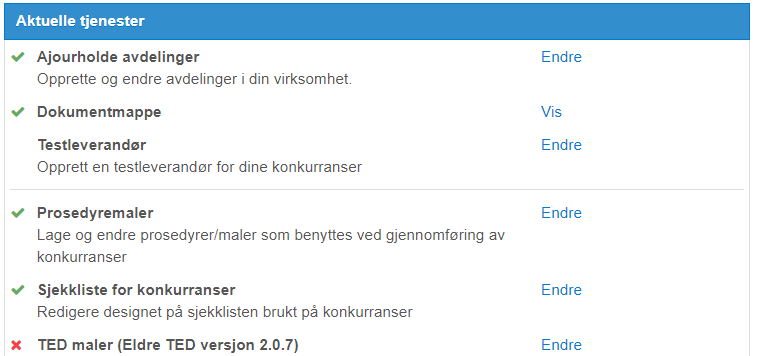 Aktuelle tjenester
Ajourholde avdelinger Endre
Opprette og endre avdelinger i din virksomhet.
Dokumentmappe Vis
Testleverandør Endre
Opprett en testleverandør for dine konkurranser
Prosedyremaler Endre
Lage og endre prosedyrer/maler som benyttes ved gjennomføring av
konkurranser
Sjekkliste for konkurranser Endre
Redigere designet på sjekklisten brukt på konkurranser
TED maler (Eldre TED versjon 2.0.7) Endre